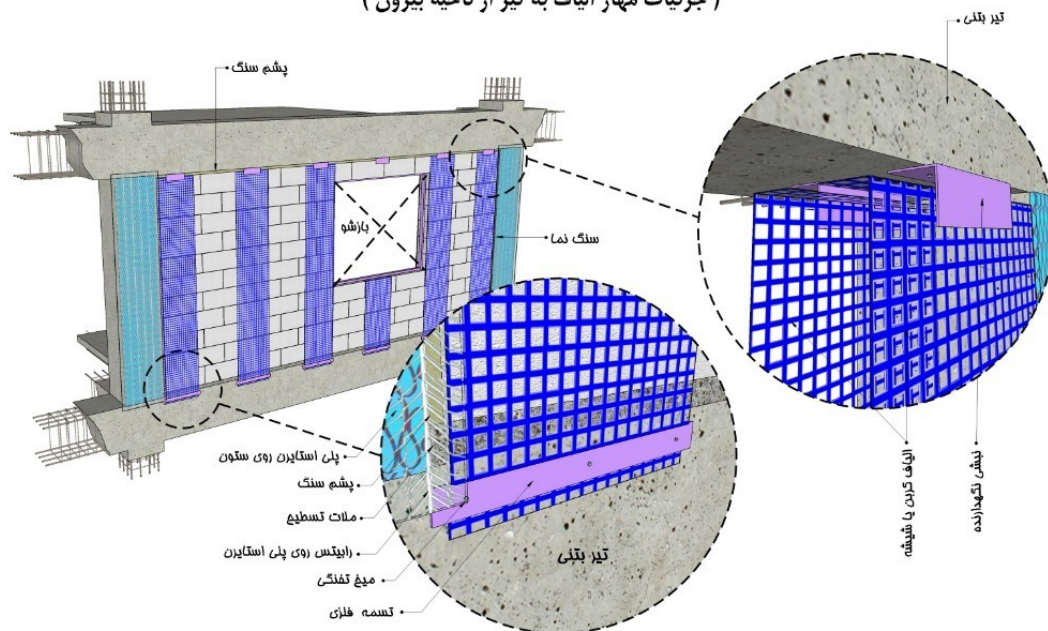 ( جزئیات مهار الیاف به تیر از ناحیه بیرون )
تیر بتنی
پشم سنگ
بازشو
سنگ نما
الیاف کربن یا شیشه
نبشی نگهدارنده
پلی استایرن روی ستون
پشم سنگ
ملات تسطیح
رابیتس روی پلی استایرن
میخ تفنگی
تسمه فلزی
تیر بتنی